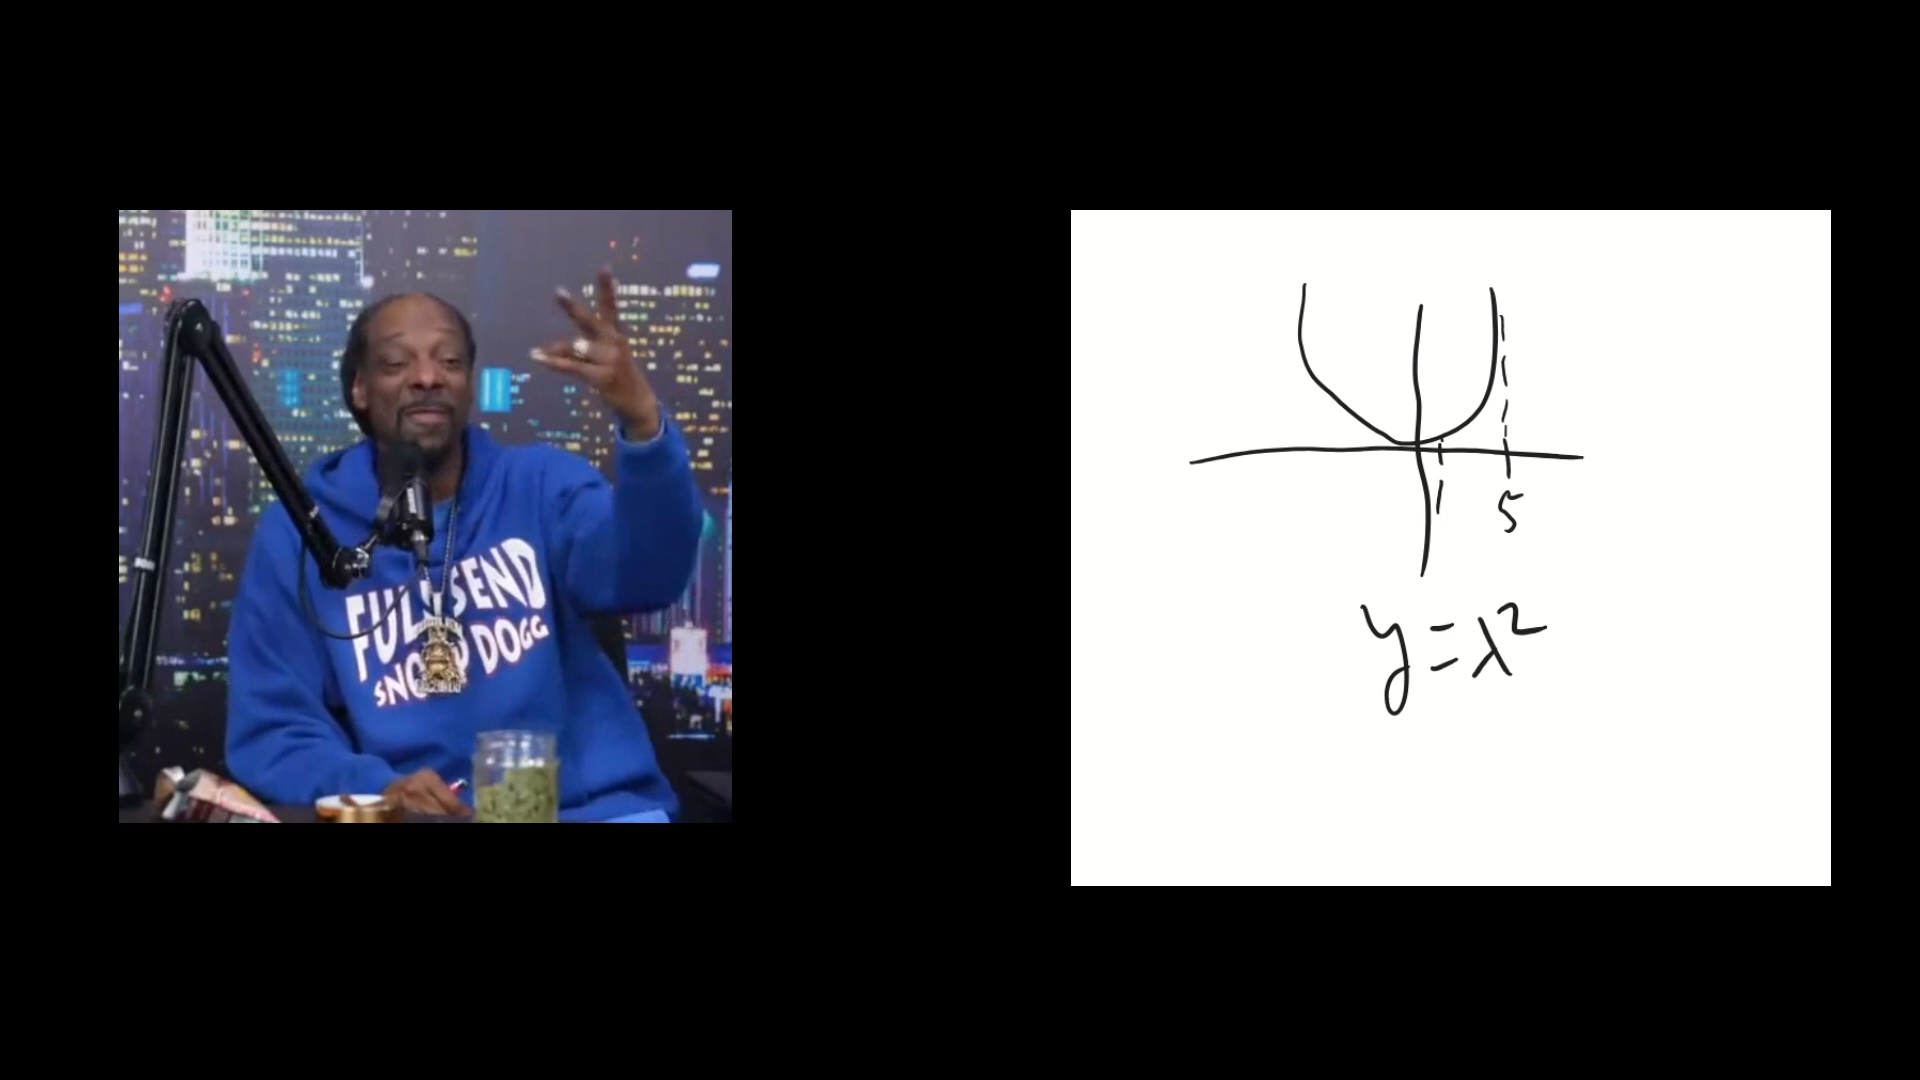 FULL SEND
SNOOP DOGG
1
5
y=x²